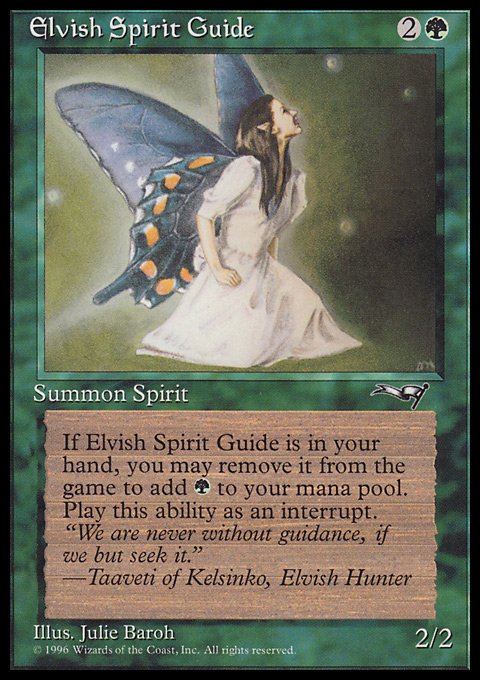 Elvish Spirit Guide 2
Summon Spirit
If Elvish Spirit Guide is in your
hand, you may remove it from the
game to add to your mana pool.
Play this ability as an interrupt.
“We are never without guidance, if
we but seek it.”
—Taaveti of Kelsinko, Elvish Hunter
Illus. Julie Baroh
2/2
© 1996 Wizards of the Coast, Inc. All rights reserved.